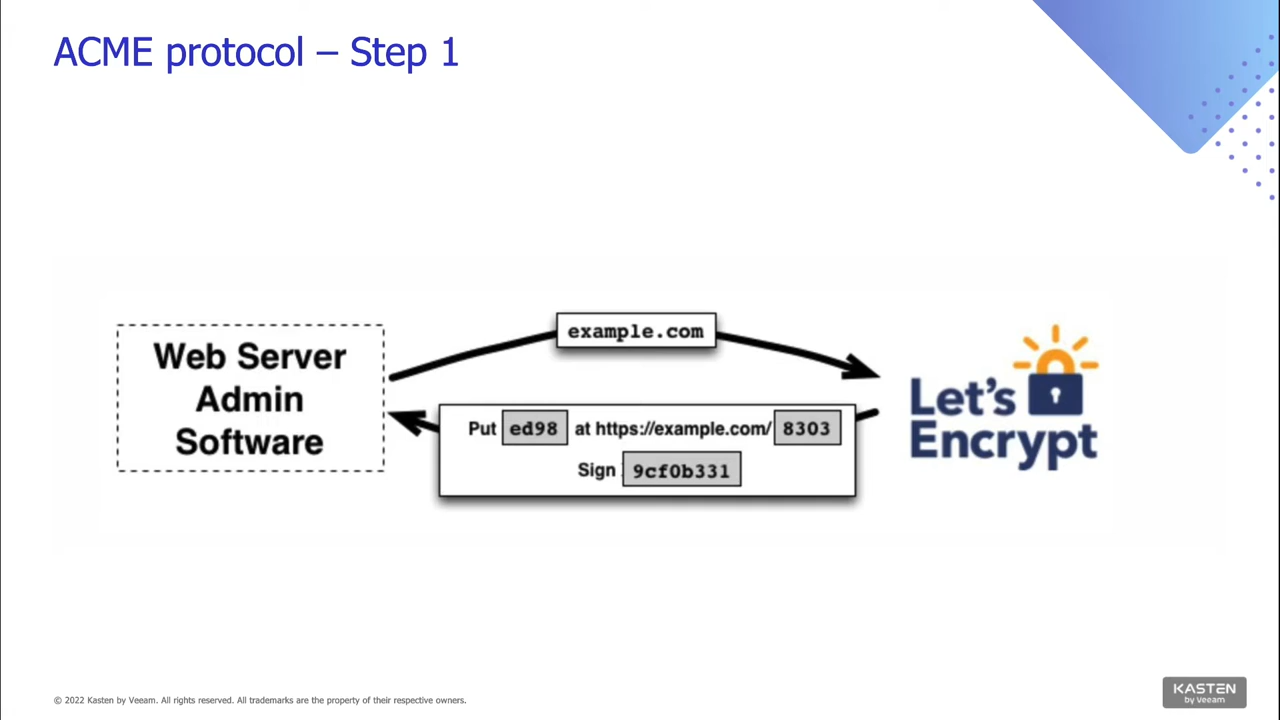 ACME protocol – Step 1
example.com
Web Server
Admin
Software
Put ed98 at https://example.com/ 8303
Sign 9cf0b331
Let's
Encrypt
© 2022 Kasten by Veeam. All rights reserved. All trademarks are the property of their respective owners.
KASTEN
by Veeam